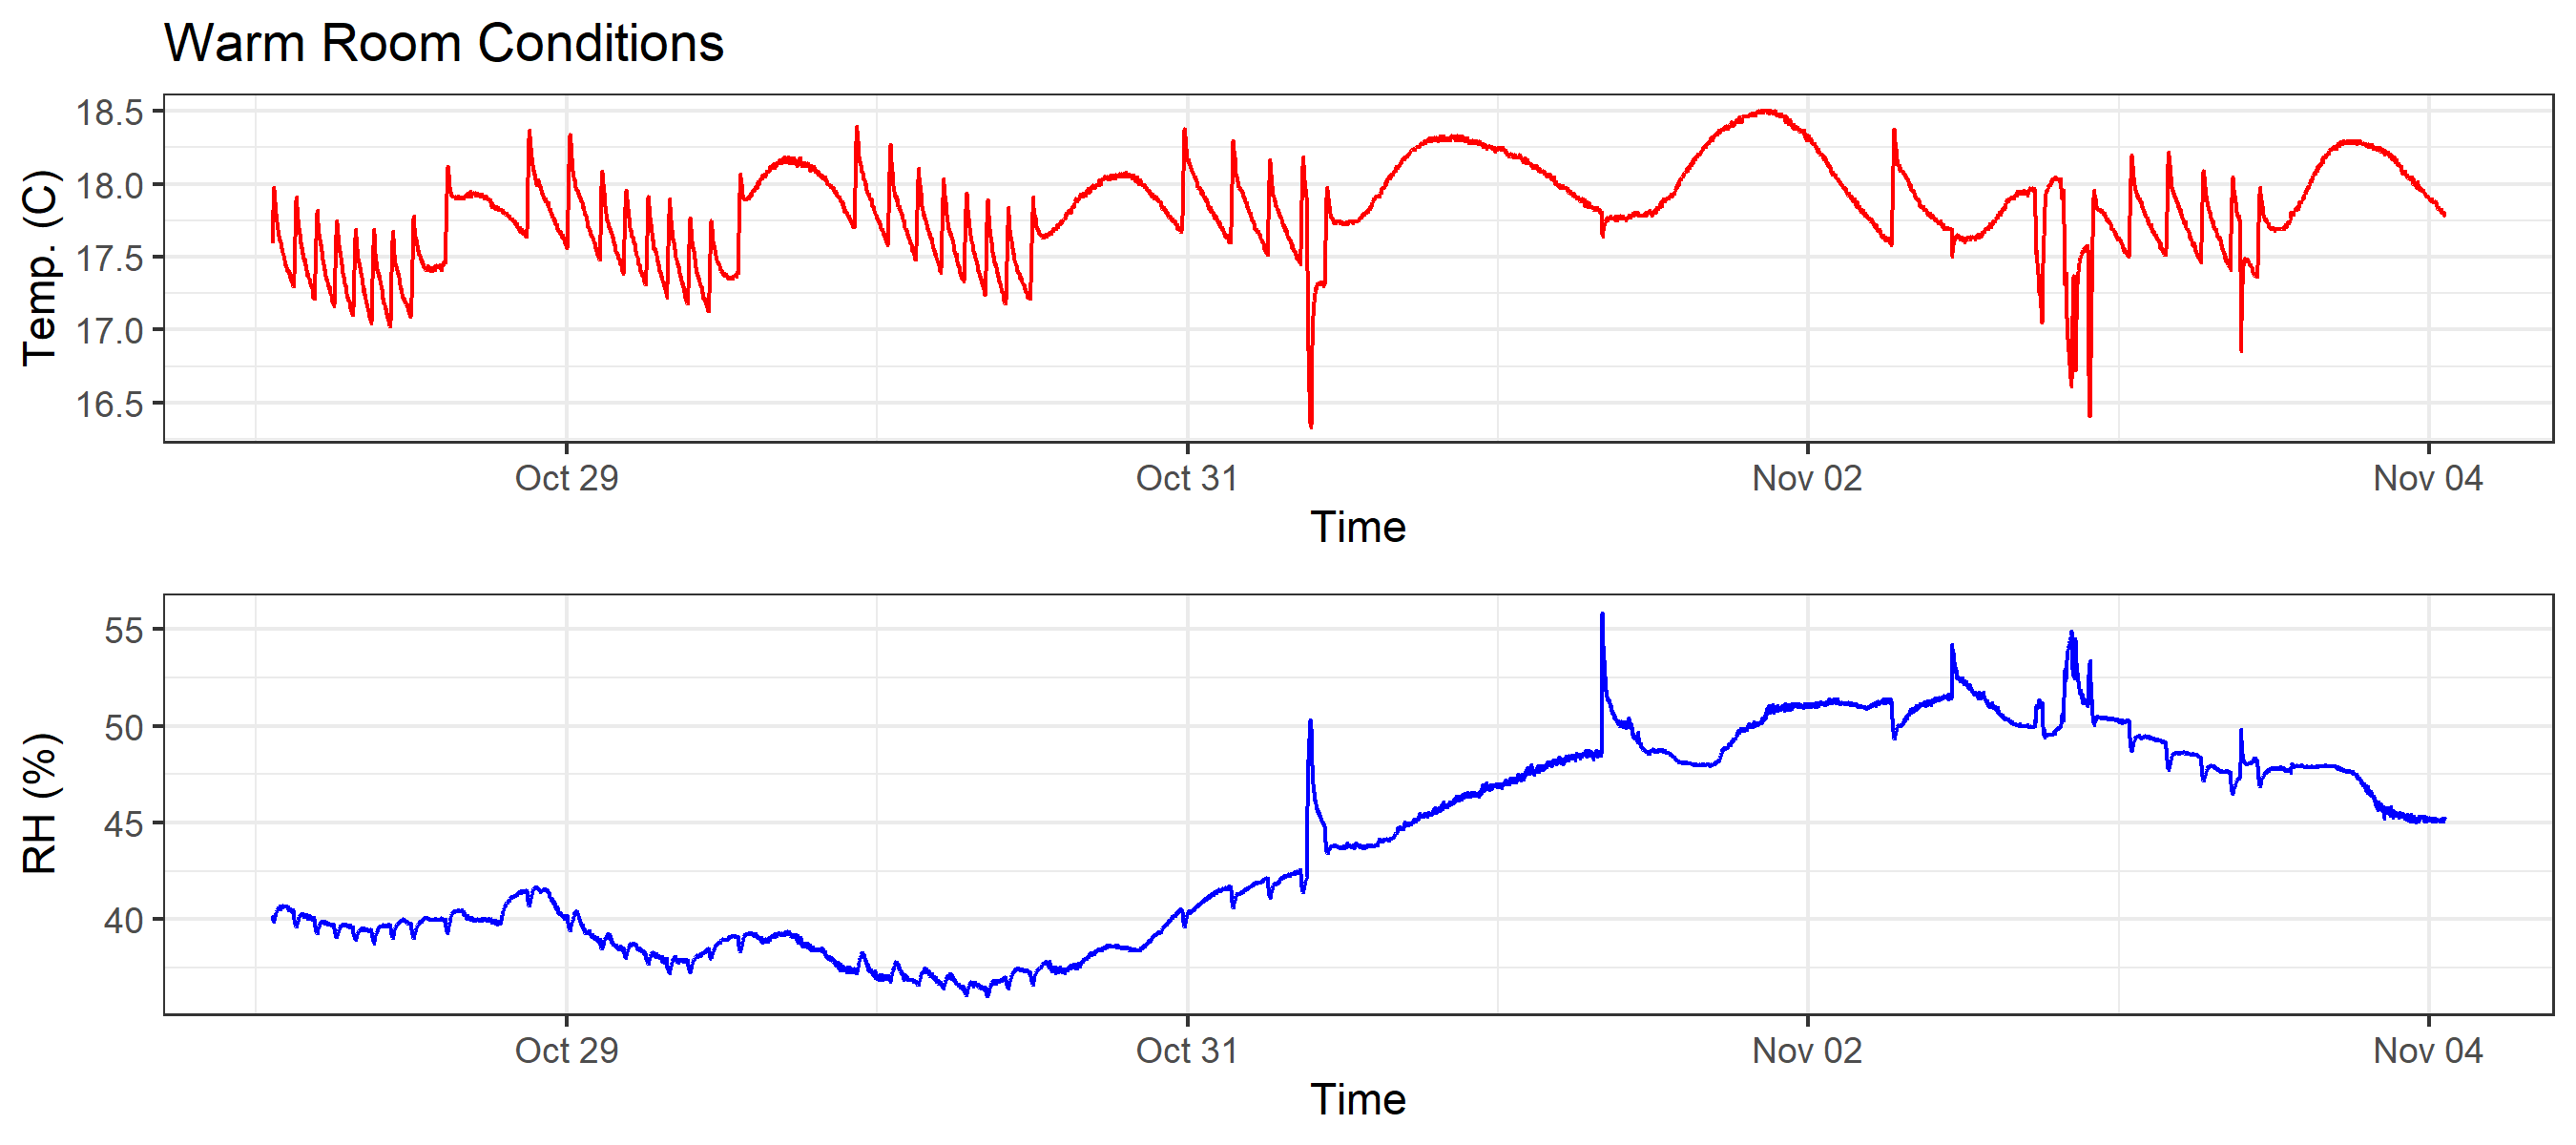 Warm Room Conditions
Temp. (C)
18.5
18.0
17.5
17.0
16.5
Oct 29
Oct 31
Nov 02
Nov 04
Time
RH (%)
55
50
45
40
Oct 29
Oct 31
Nov 02
Nov 04
Time